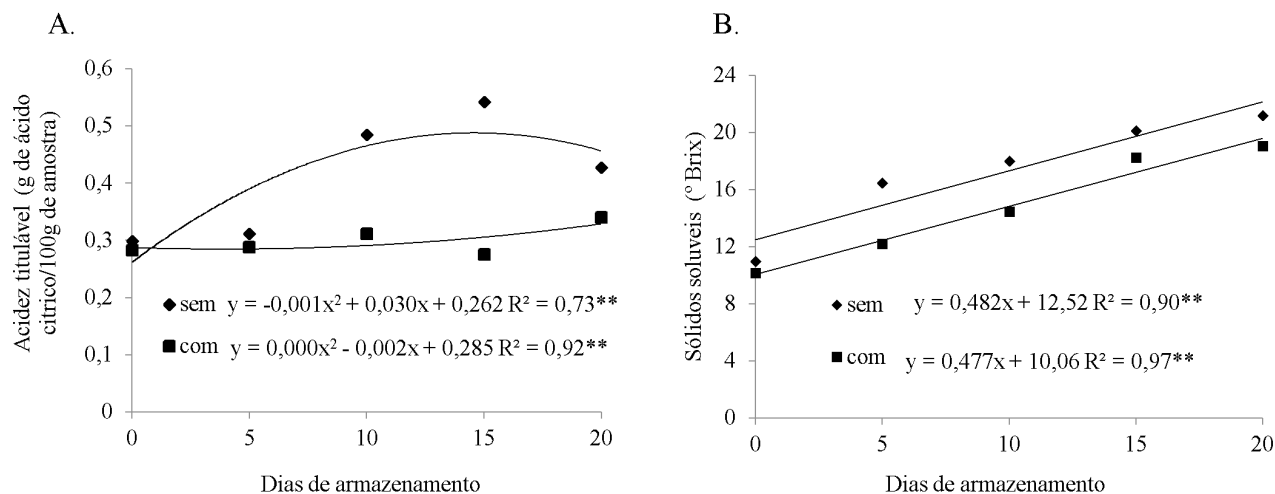 A.
Acidez titulável (g de ácido
citrico/100g de amostra)
0,6
0,5
0,4
0,3
0,2
0,1
0
sem y = -0,001x² + 0,030x + 0,262 R² = 0,73**
com y = 0,000x² - 0,002x + 0,285 R² = 0,92**
0 5 10 15 20
Dias de armazenamento
B.
Sólidos soluveis (º Brix)
24
20
16
12
8
4
0
sem y = 0,482x + 12,52 R² = 0,90**
com y = 0,477x + 10,06 R² = 0,97**
0 5 10 15 20
Dias de armazenamento